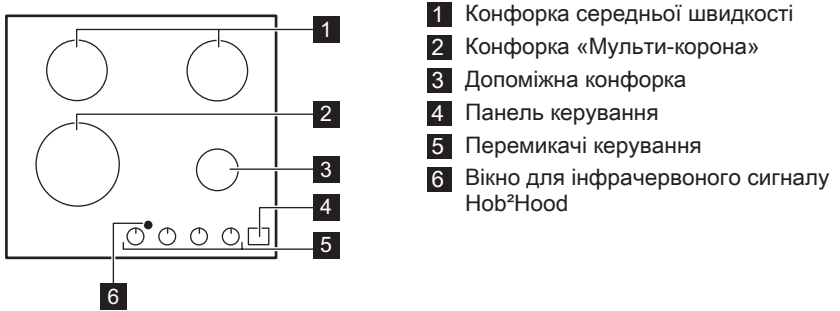 1
2
3
4
5
6
1 Конфорка середньої швидкості
2 Конфорка «Мульти-корона»
3 Допоміжна конфорка
4 Панель керування
5 Перемикачі керування
6 Вікно для інфрачервоного сигналу
Hob²Hood